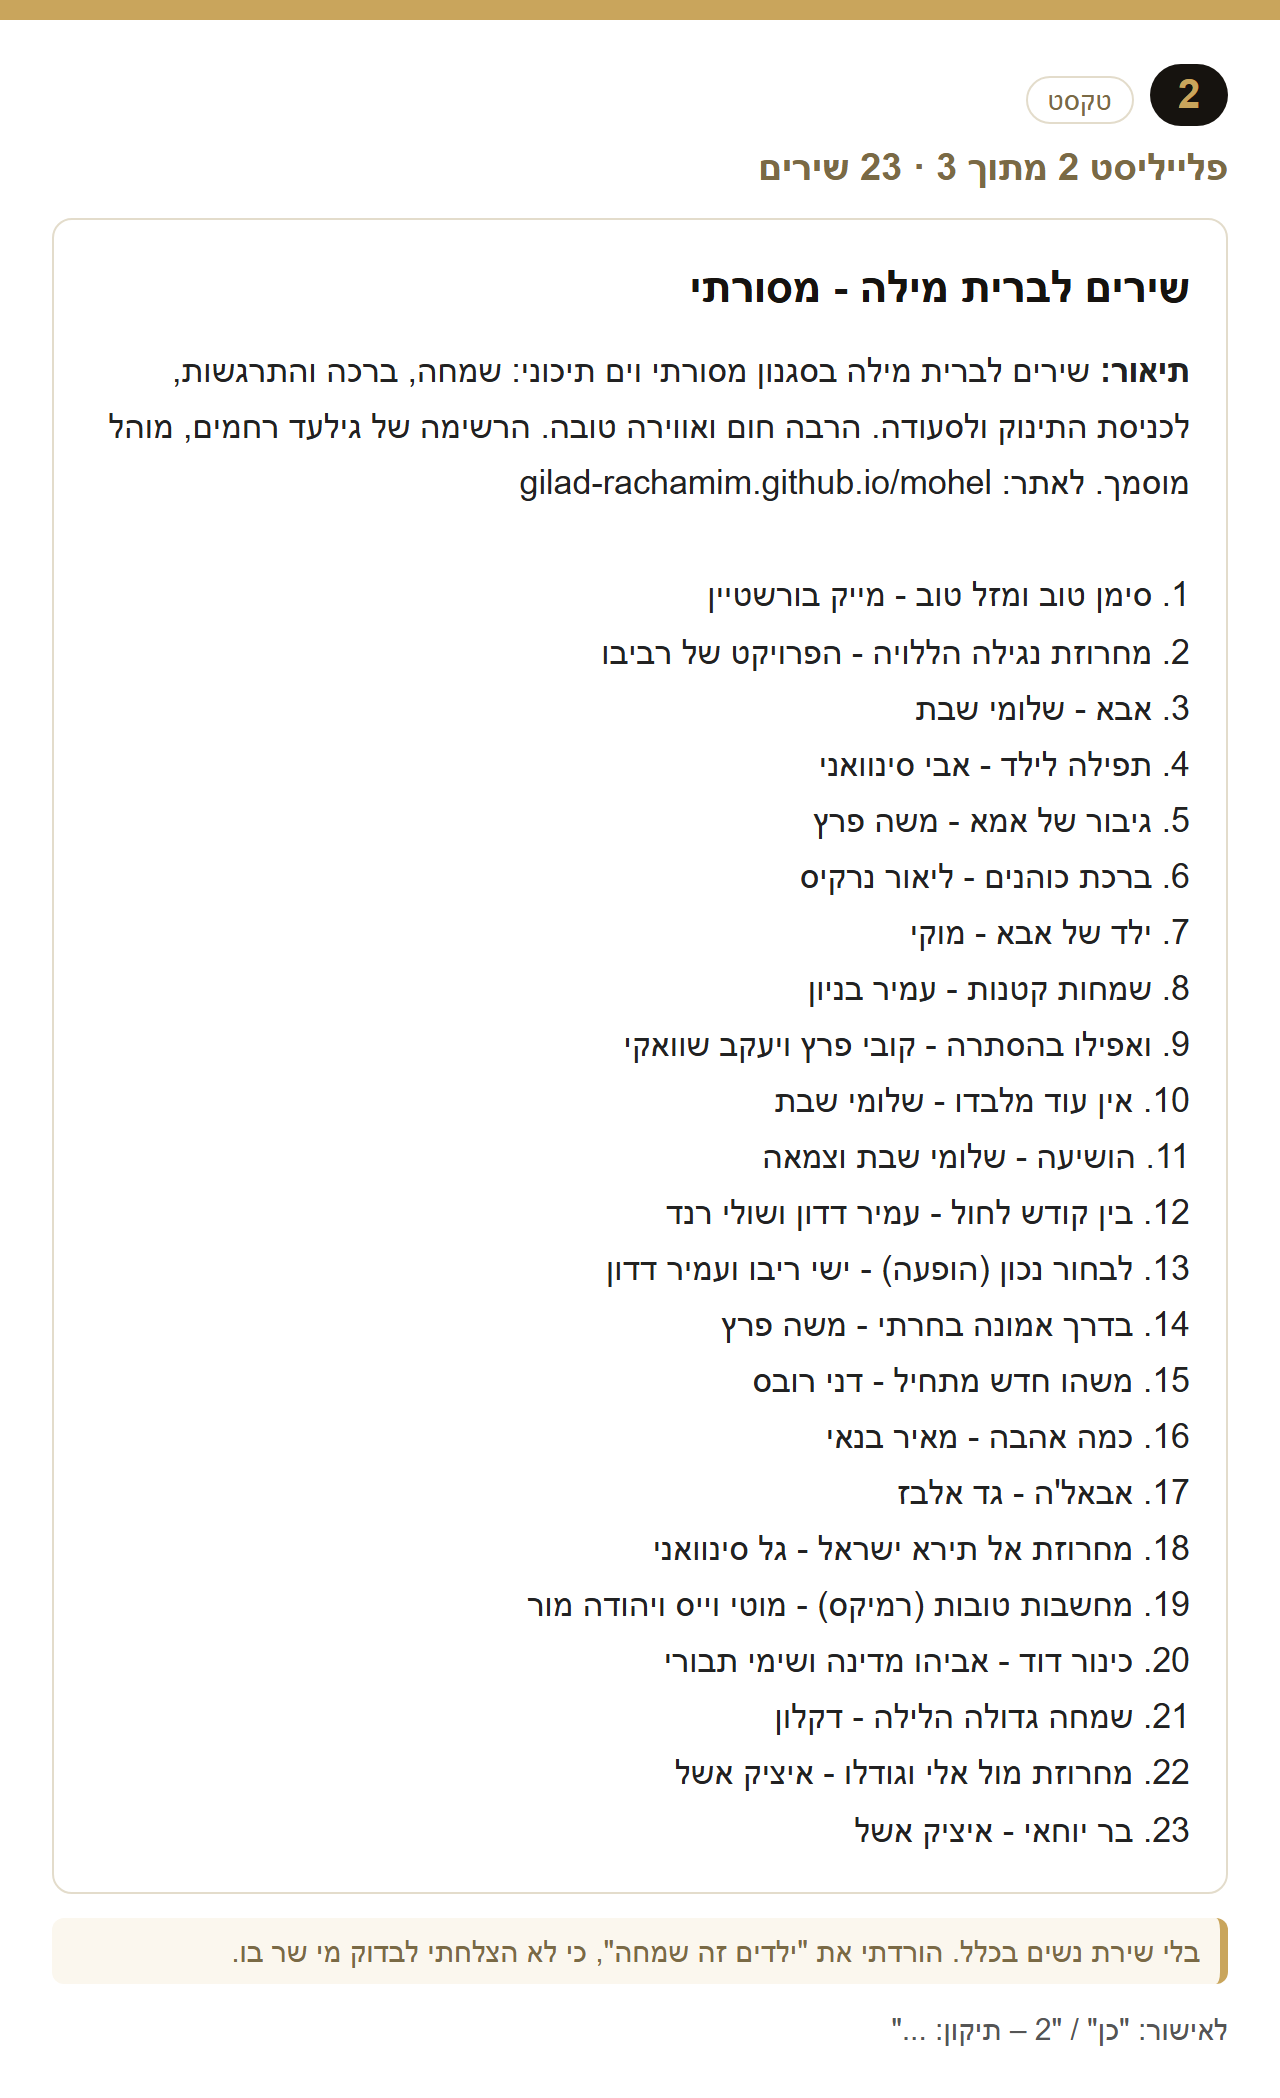 2
טקסט
פלייליסט 2 מתוך 3 · 23 שירים
שירים לברית מילה - מסורתי
תיאור: שירים לברית מילה בסגנון מסורתי וים תיכוני: שמחה, ברכה והתרגשות,
לכניסת התינוק ולסעודה. הרבה חום ואווירה טובה. הרשימה של גילעד רחמים, מוהל
מוסמך. לאתר: gilad-rachamim.github.io/mohel
1. סימן טוב ומזל טוב - מייק בורשטיין
2. מחרוזת נגילה הללויה - הפרויקט של רביבו
3. אבא - שלומי שבת
4. תפילה לילד - אבי סינוואני
5. גיבור של אמא - משה פרץ
6. ברכת כוהנים - ליאור נרקיס
7. ילד של אבא - מוקי
8. שמחות קטנות - עמיר בניון
9. ואפילו בהסתרה - קובי פרץ ויעקב שוואקי
10. אין עוד מלבדו - שלומי שבת
11. הושיעה - שלומי שבת וצמאה
12. בין קודש לחול - עמיר דדון ושולי רנד
13. לבחור נכון (הופעה) - ישי ריבו ועמיר דדון
14. בדרך אמונה בחרתי - משה פרץ
15. משהו חדש מתחיל - דני רובס
16. כמה אהבה - מאיר בנאי
17. אבאל'ה - גד אלבז
18. מחרוזת אל תירא ישראל - גל סינוואני
19. מחשבות טובות (רמיקס) - מוטי וייס ויהודה מור
20. כינור דוד - אביהו מדינה ושימי תבורי
21. שמחה גדולה הלילה - דקלון
22. מחרוזת מול אלי וגודלו - איציק אשל
23. בר יוחאי - איציק אשל
בלי שירת נשים בכלל. הורדתי את "ילדים זה שמחה", כי לא הצלחתי לבדוק מי שר בו.
לאישור: "כן" / "2 – תיקון: ..."